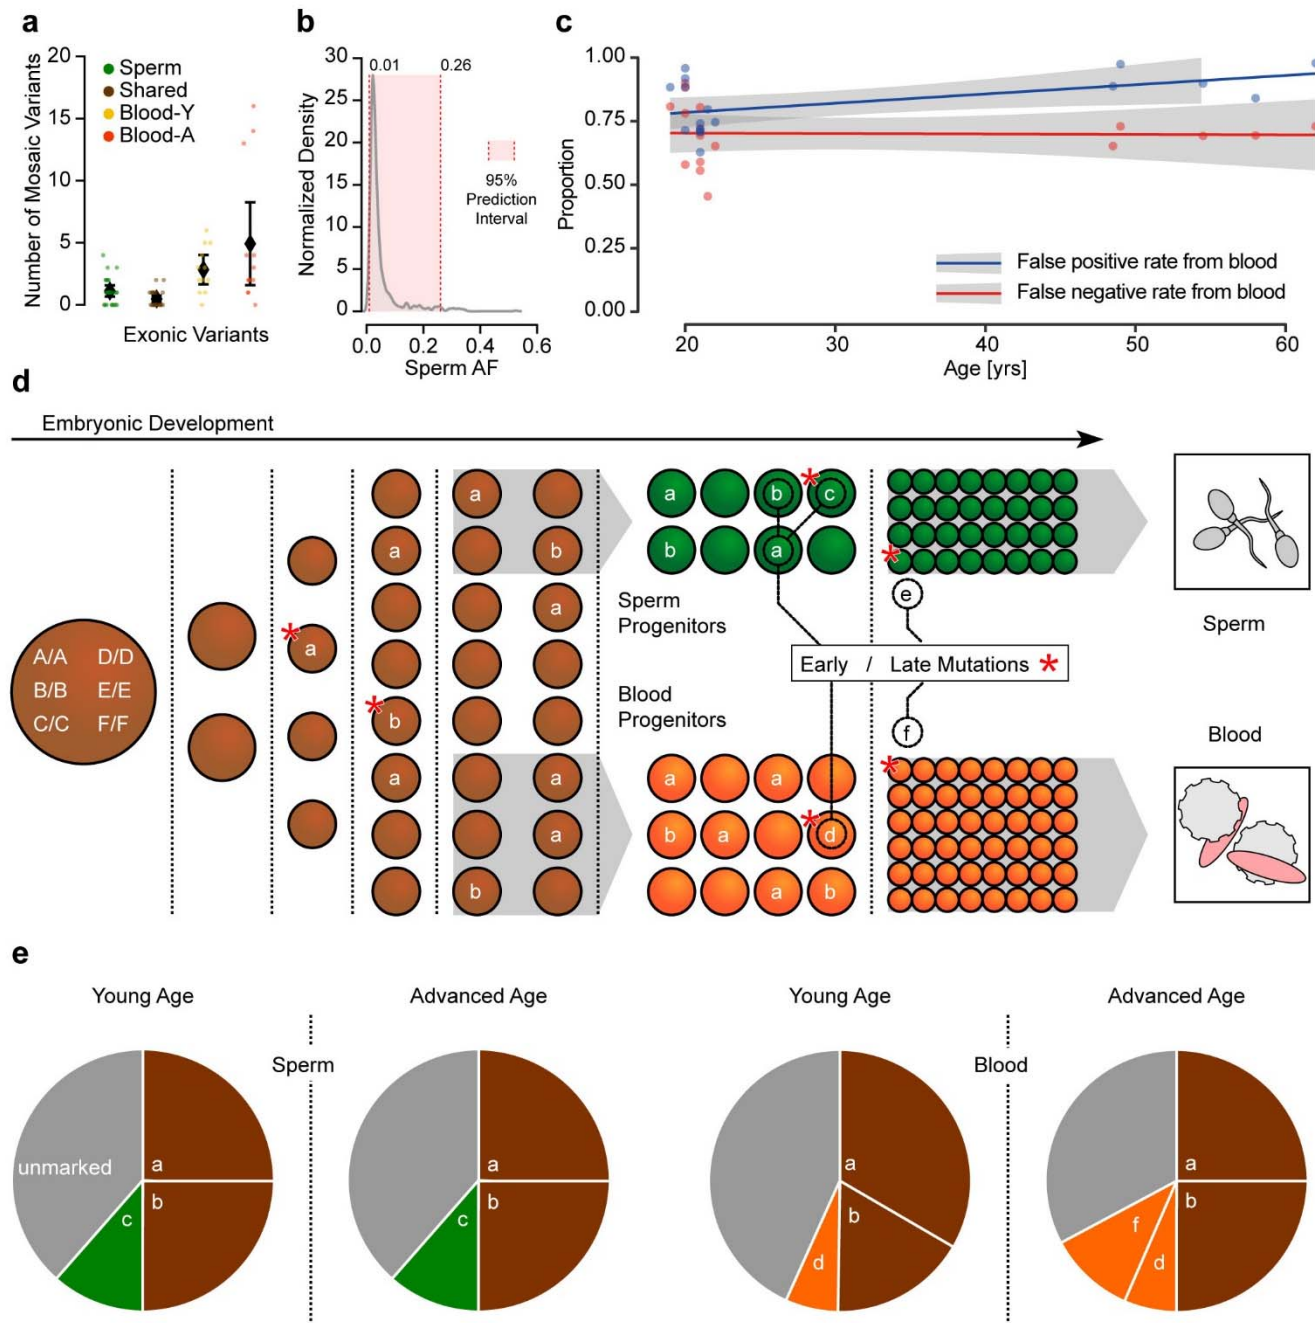 a
Number of Mosaic Variants
20
15
10
5
0
Sperm
Shared
Blood-Y
Blood-A
Exonic Variants
b
Normalized Density
30
25
20
15
10
5
0
0.01
0.26
95%
Prediction
Interval
0.0
0.2
0.4
0.6
Sperm AF
c
Proportion
1.00
0.75
0.50
0.25
0.00
False positive rate from blood
False negative rate from blood
20
30
40
50
60
Age [yrs]
d
Embryonic Development
A/A D/D
B/B E/E
C/C F/F
*
a
a
*
b
a
a
b
a
a
a
b
a
b
*
c
b
a
Sperm
Progenitors
Blood
Progenitors
a
a
b
a
*
d
a
b
*
e
Early / Late Mutations *
f
*
Sperm
Blood
e
Young Age
Advanced Age
Sperm
Young Age
Advanced Age
Blood
unmarked
a
b
c
a
b
c
a
b
d
a
b
f
d